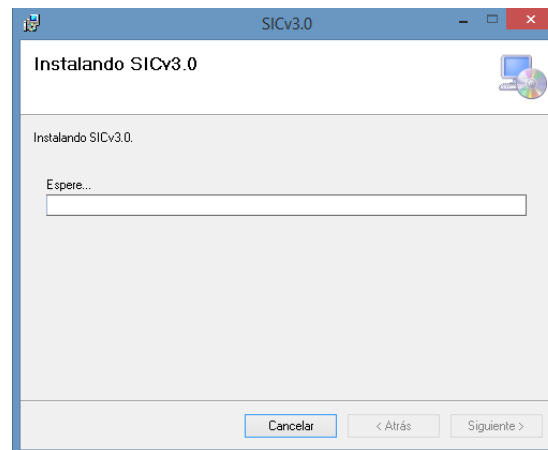 SICv3.0
Instalando SICv3.0
Instalando SICv3.0.
Espere...
Cancelar
< Atrás
Siguiente >